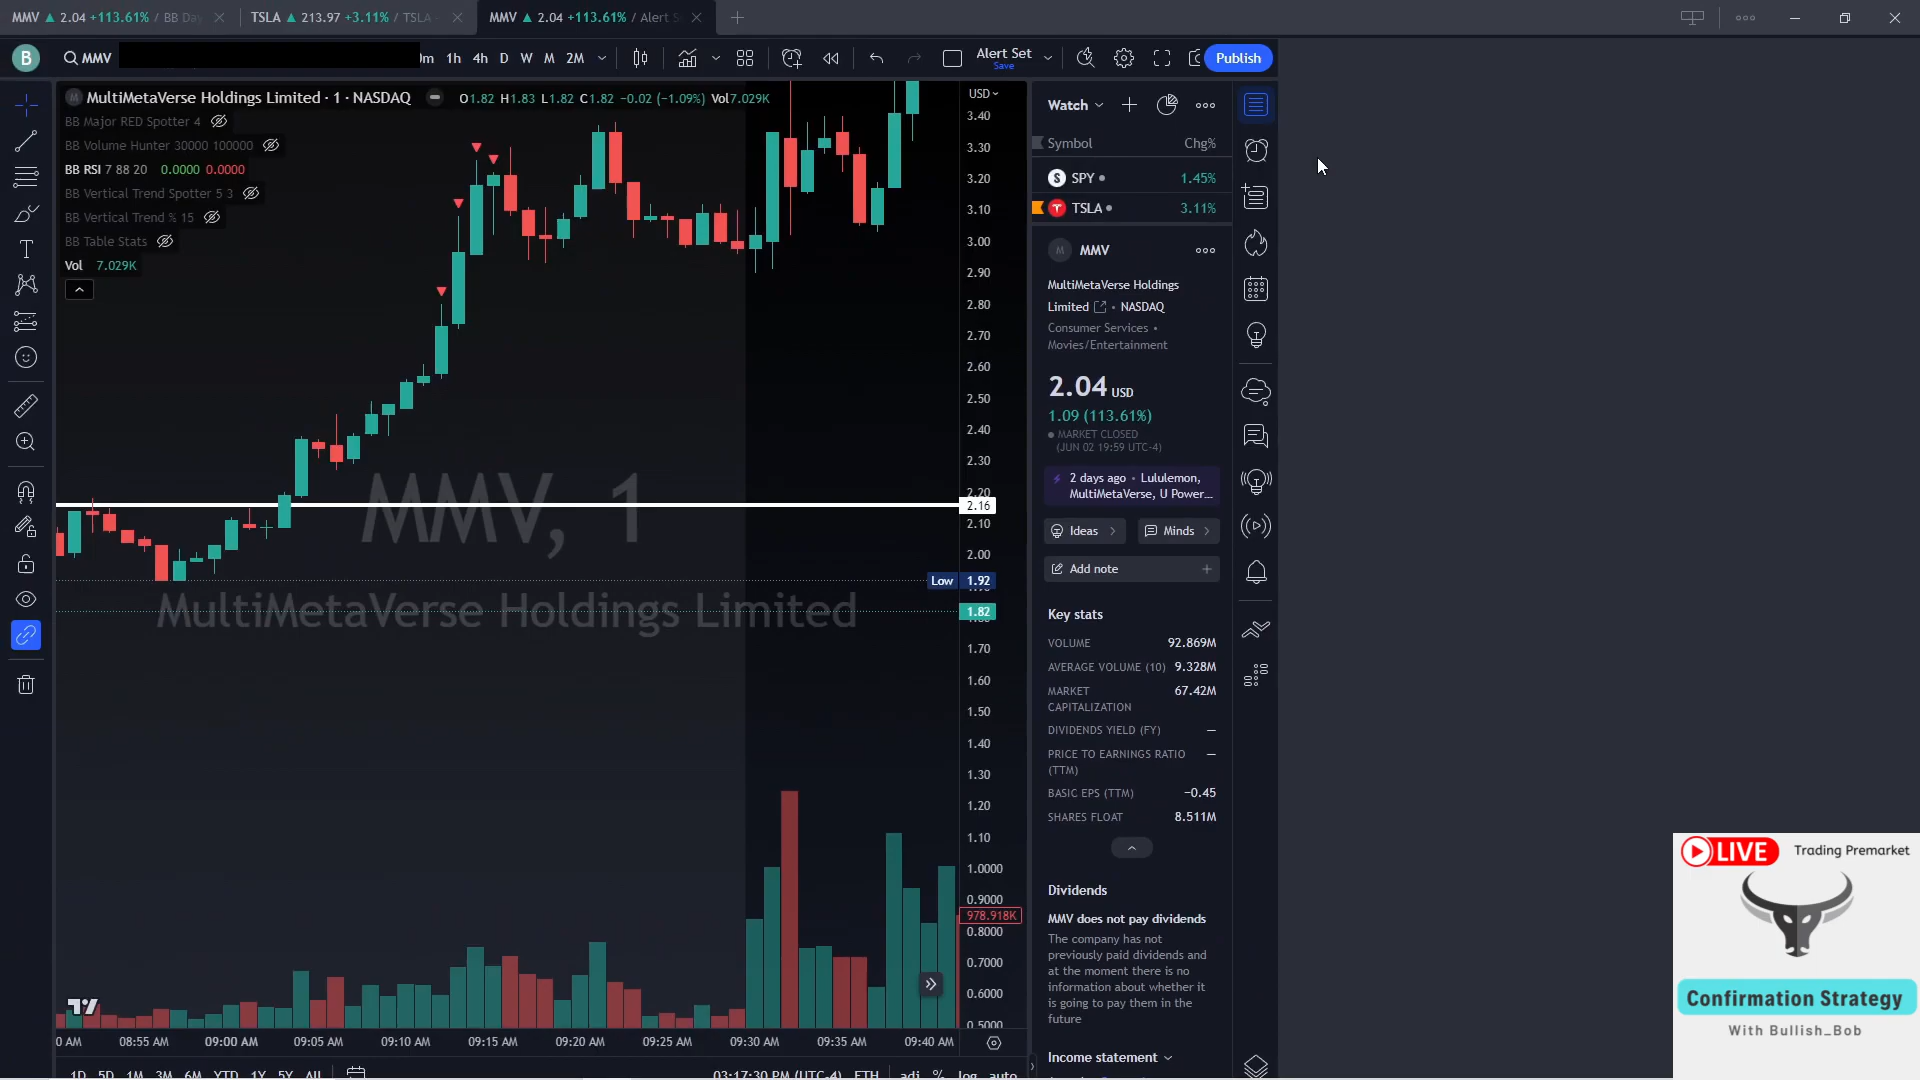 MMV ▲ 2.04 +113.61% / BB Da
TSLA ▲ 213.97 +3.11% / TSLA
MMV ▲ 2.04 +113.61% / Alert S
B
MMV
m 1h 4h D W M 2M
Alert Set
Save
Publish
MultiMetaVerse Holdings Limited · 1 · NASDAQ
O1.82 H1.83 L1.82 C1.82 −0.02 (−1.09%) Vol7.029K
BB Major RED Spotter 4
BB Volume Hunter 30000 100000
BB RSI 7 88 20 0.0000 0.0000
BB Vertical Trend Spotter 5 3
BB Vertical Trend % 15
BB Table Stats
Vol 7.029K
MMV, 1
MultiMetaVerse Holdings Limited
USD
3.40
3.30
3.20
3.10
3.00
2.90
2.80
2.70
2.60
2.50
2.40
2.30
2.20
2.16
2.10
2.00
Low 1.92
1.82
1.70
1.60
1.50
1.40
1.30
1.20
1.10
1.0000
0.9000
978.918K
0.8000
0.7000
0.6000
0.5000
0 AM 08:55 AM 09:00 AM 09:05 AM 09:10 AM 09:15 AM 09:20 AM 09:25 AM 09:30 AM 09:35 AM 09:40 AM
1D 5D 1M 3M 6M YTD 1Y 5Y All
03:17:30 PM (UTC-4) ETH adj % log auto
Watch
Symbol Chg%
SPY 1.45%
TSLA 3.11%
M MMV
MultiMetaVerse Holdings
Limited • NASDAQ
Consumer Services •
Movies/Entertainment
2.04 USD
1.09 (113.61%)
MARKET CLOSED
(JUN 02 19:59 UTC-4)
2 days ago • Lululemon,
MultiMetaVerse, U Power...
Ideas
Minds
Add note
Key stats
VOLUME 92.869M
AVERAGE VOLUME (10) 9.328M
MARKET CAPITALIZATION 67.42M
DIVIDENDS YIELD (FY) —
PRICE TO EARNINGS RATIO (TTM) —
BASIC EPS (TTM) −0.45
SHARES FLOAT 8.511M
Dividends
MMV does not pay dividends
The company has not
previously paid dividends and
at the moment there is no
information about whether it
is going to pay them in the
future
Income statement
LIVE Trading Premarket
Confirmation Strategy
With Bullish_Bob